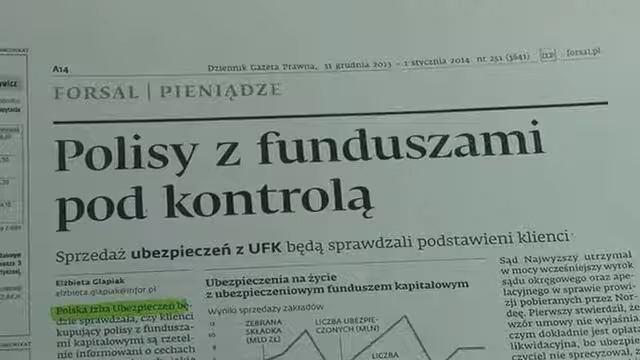 A14
Dziennik Gazeta Prawna, 31 grudnia 2013 – 1 stycznia 2014 nr 251 (3641) forsal.pl
FORSAL | PIENIĄDZE
Polisy z funduszami
pod kontrolą
Sprzedaż ubezpieczeń z UFK będą sprawdzali podstawieni klienci
Elżbieta Glapiak
elzbieta.glapiak@infor.pl
Polska Izba Ubezpieczeń bę-
dzie sprawdzała, czy klienci
kupujący polisy z fundusza-
mi kapitałowymi są rzetel-
nie informowani o cechach
Ubezpieczenia na życie
z ubezpieczeniowym funduszem kapitałowym
Wyniki sprzedaży zakładów
ZEBRANA
SKŁADKA
(MLD ZŁ)
LICZBA UBEZPIE-
CZONYCH (MLN)
LICZBA
Sąd Najwyższy utrzymał
w mocy wcześniejszy wyrok
sądu okręgowego oraz ape-
lacyjnego w sprawie prowi-
zji pobieranych przez Nor-
deę. Pierwszy stwierdził, że
wzór umowy nie wyjaśnia,
czym dokładnie jest opłata
likwidacyjna, bo ubezpie-
czyciel nie sprecyzował, z